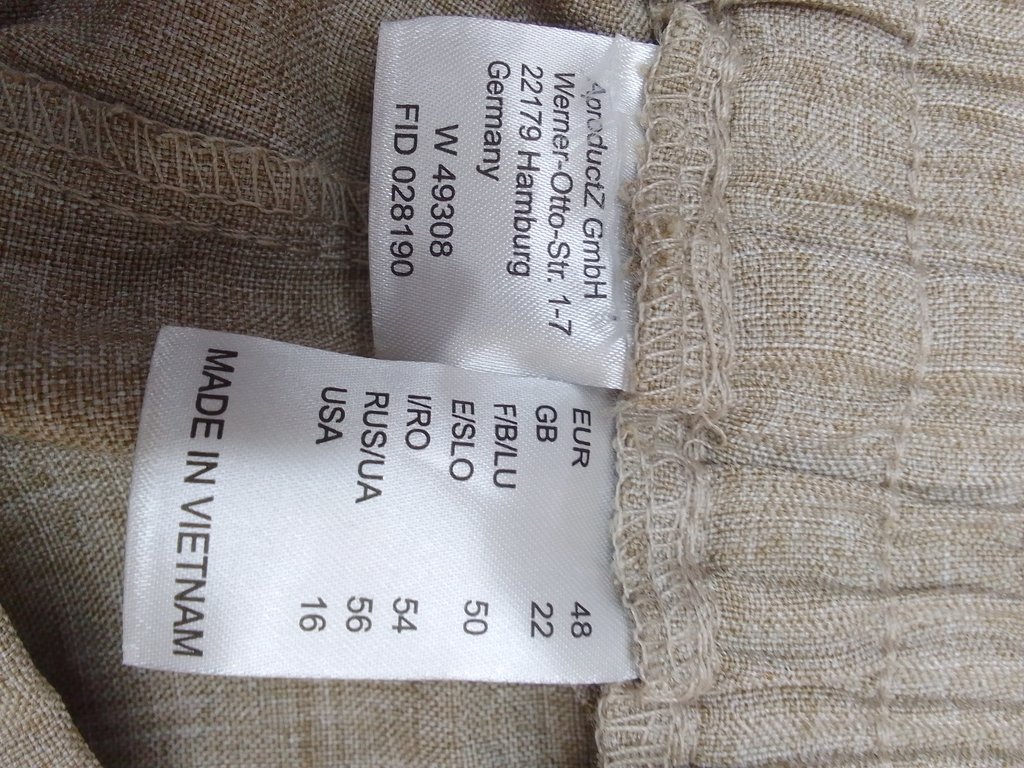 AproductZ GmbH
Werner-Otto-Str. 1-7
22179 Hamburg
Germany
W 49308
FID 028190
EUR 48
GB 22
F/B/LU
E/SLO 50
I/RO 54
RUS/UA 56
USA 16
MADE IN VIETNAM